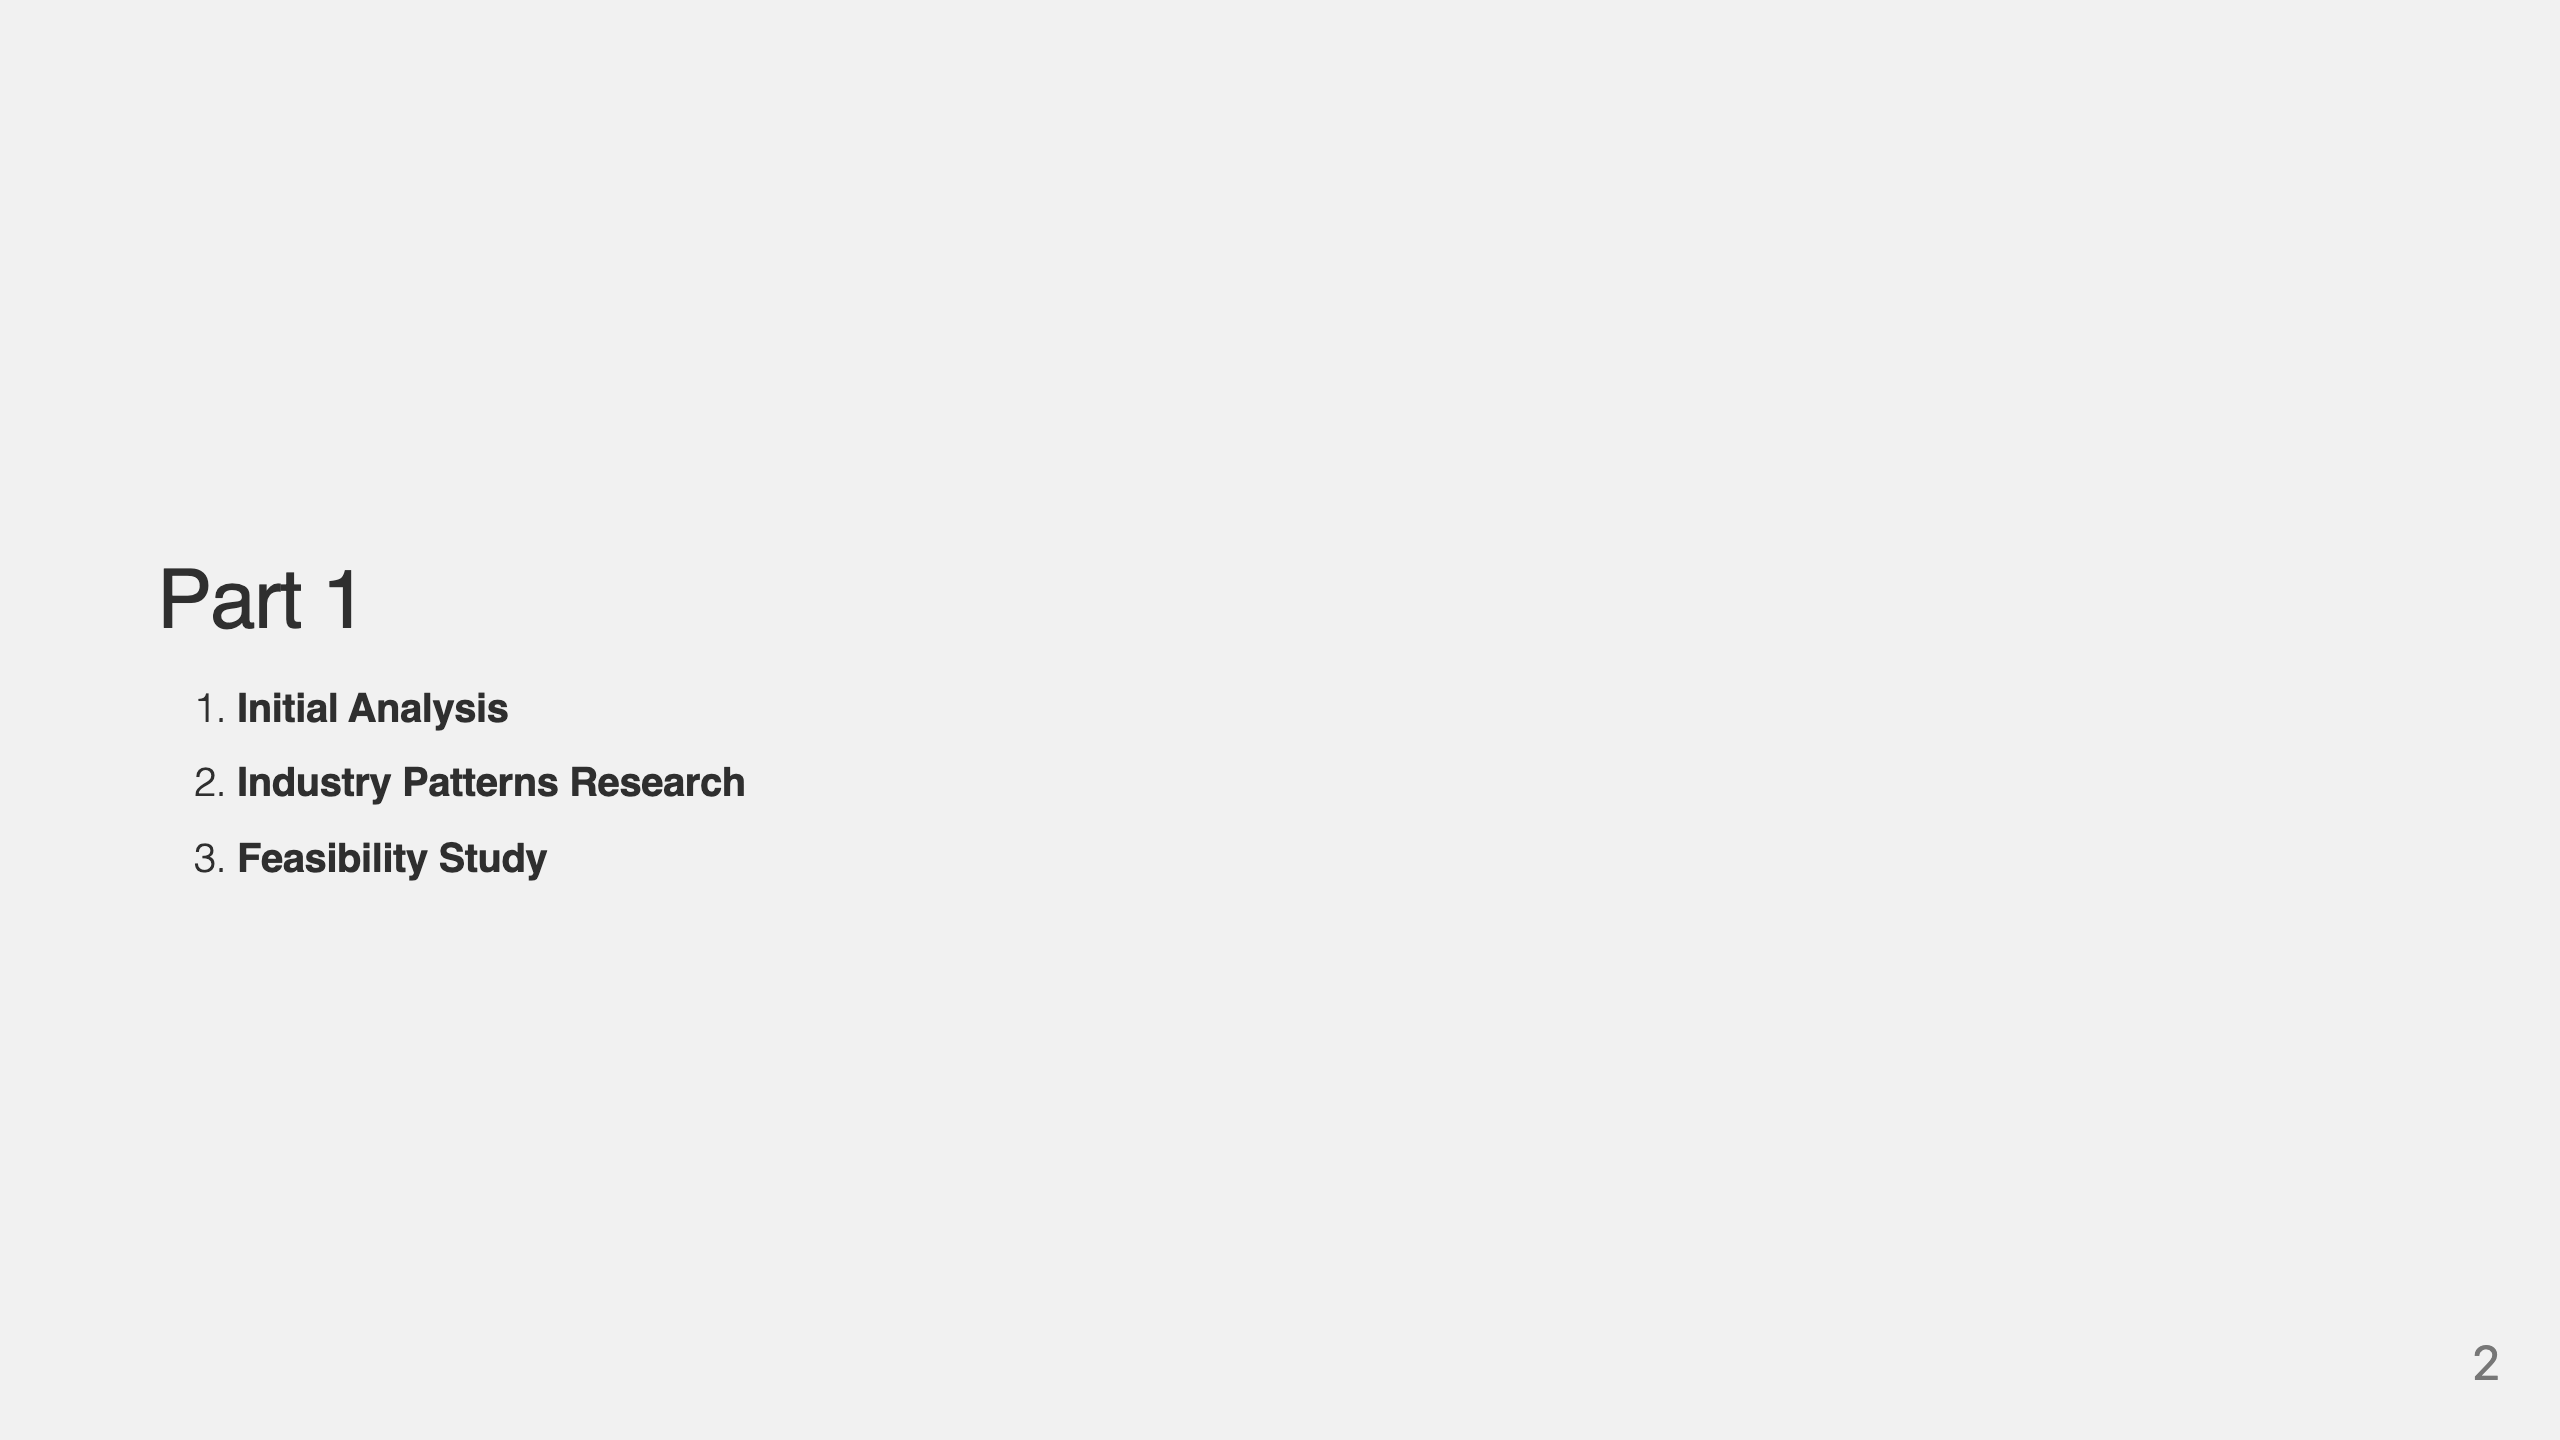 Part 1
1. Initial Analysis
2. Industry Patterns Research
3. Feasibility Study
2